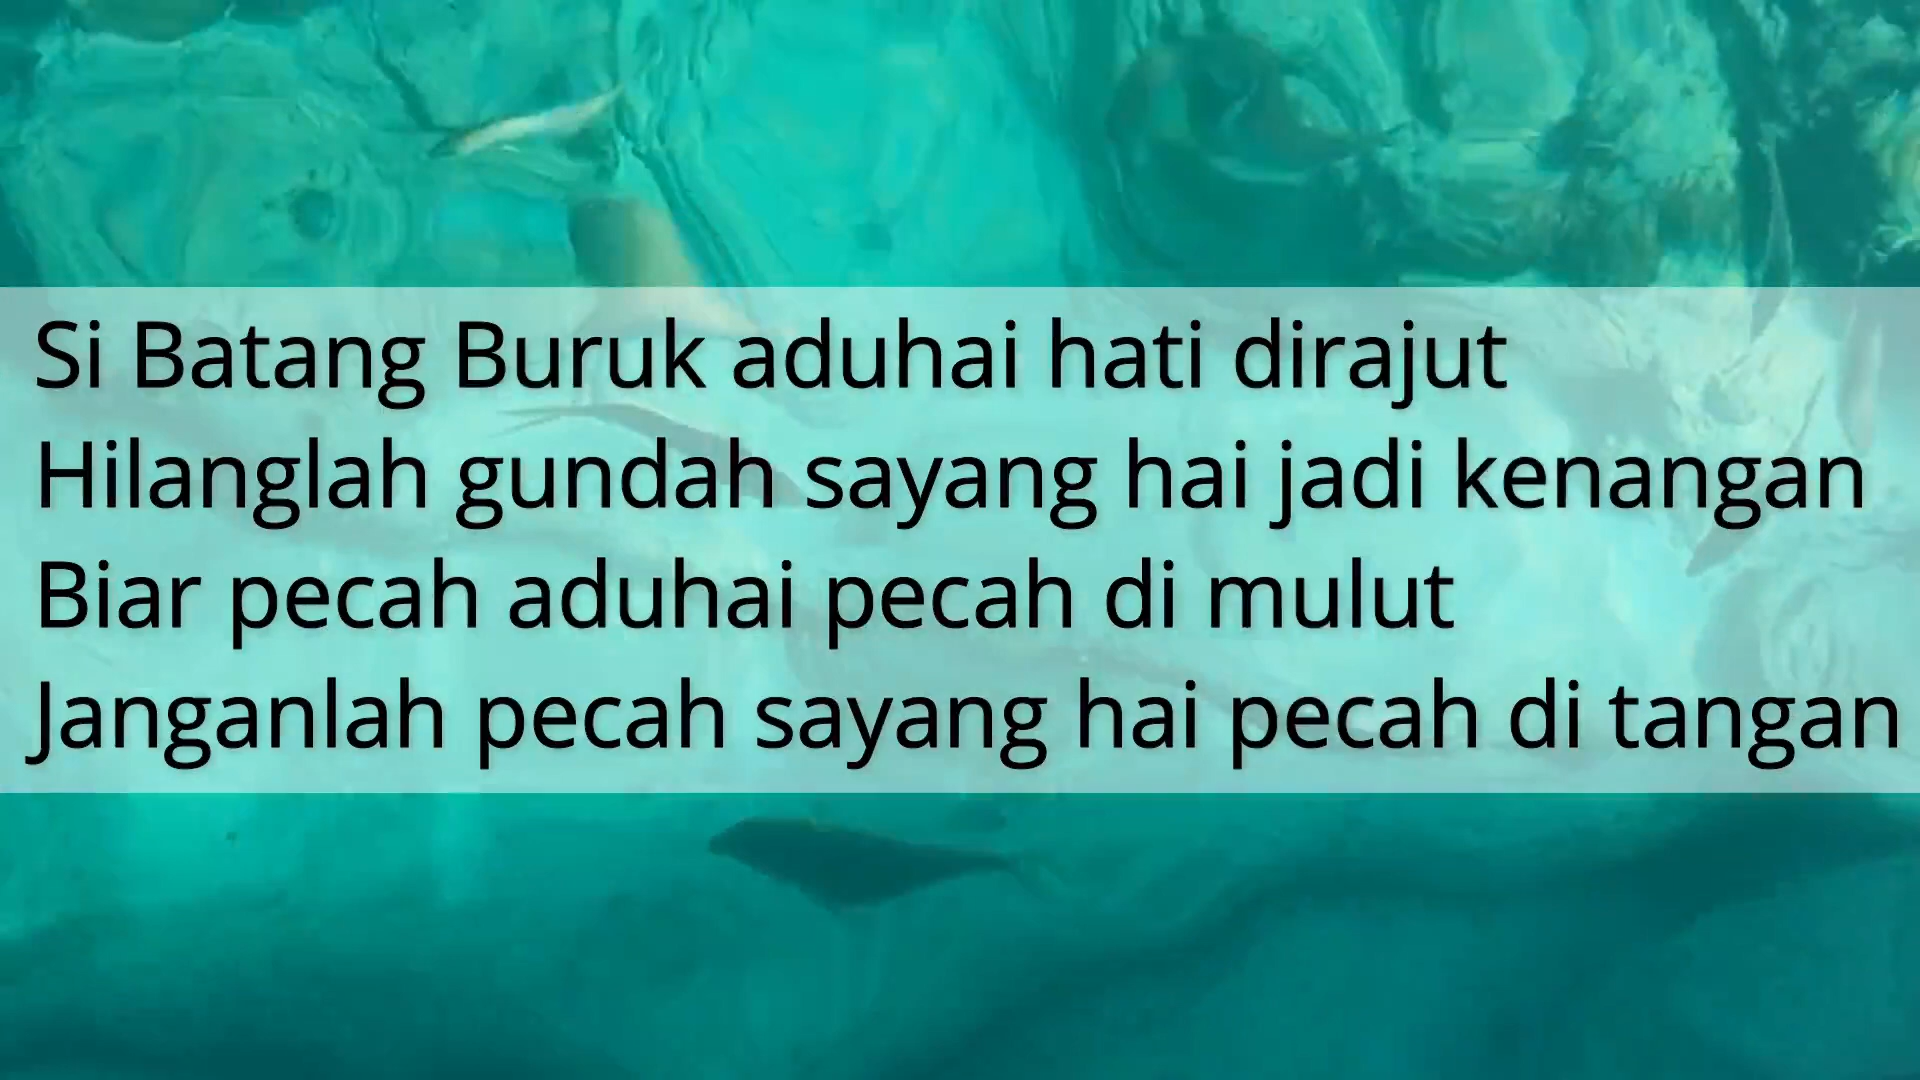 Si Batang Buruk aduhai hati dirajut
Hilanglah gundah sayang hai jadi kenangan
Biar pecah aduhai pecah di mulut
Janganlah pecah sayang hai pecah di tangan